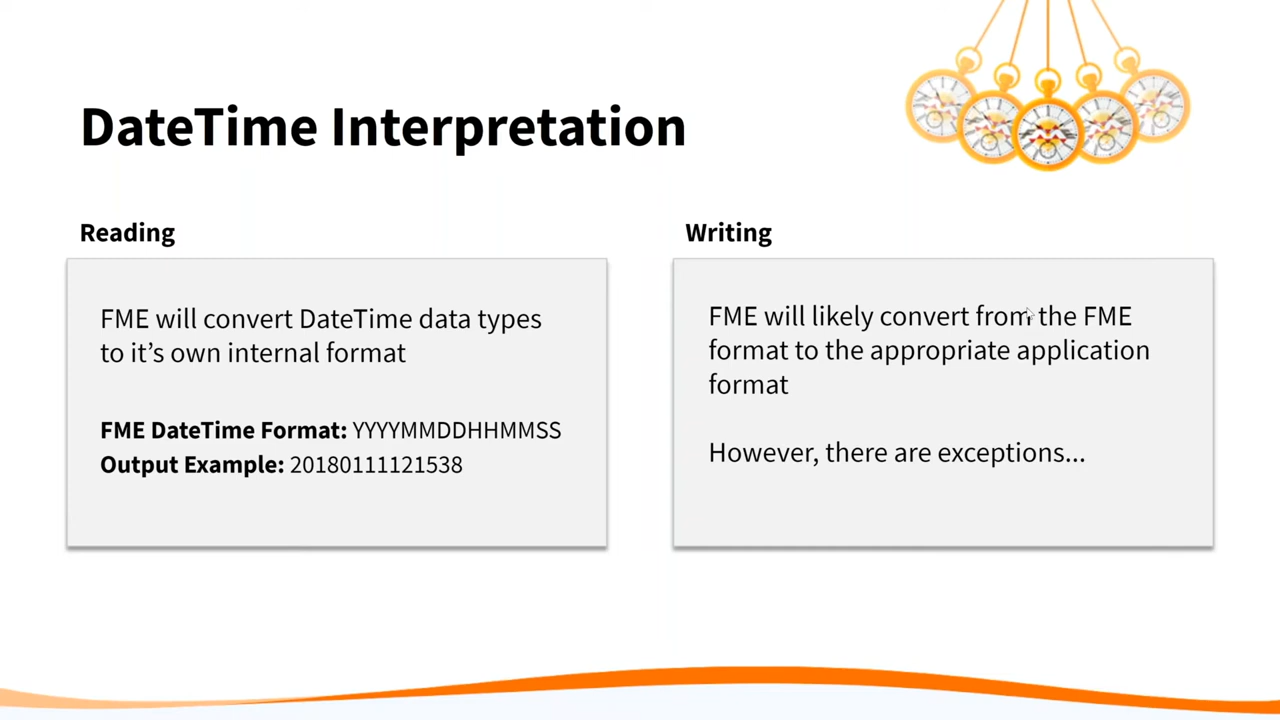 DateTime Interpretation
Reading
FME will convert DateTime data types
to it’s own internal format
FME DateTime Format: YYYYMMDDHHMMSS
Output Example: 20180111121538
Writing
FME will likely convert from the FME
format to the appropriate application
format
However, there are exceptions...